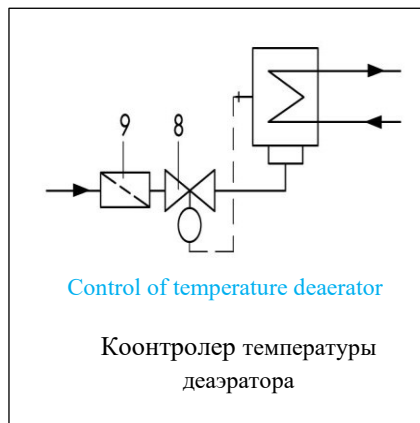 9 8
Control of temperature deaerator
Коонтролер температуры
деаэратора